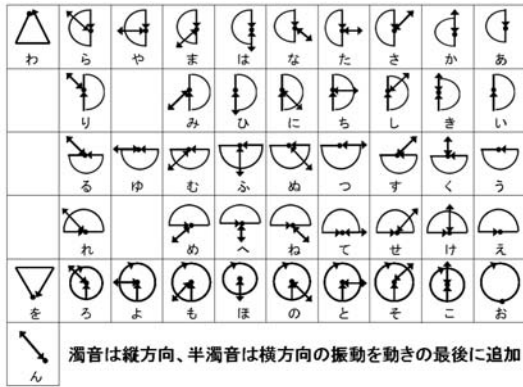 わ ら や ま は な た さ か あ
り み ひ に ち し き い
る ゆ む ふ ぬ つ す く う
れ め へ ね て せ け え
を ろ よ も ほ の と そ こ お
ん 濁音は縦方向、半濁音は横方向の振動を動きの最後に追加